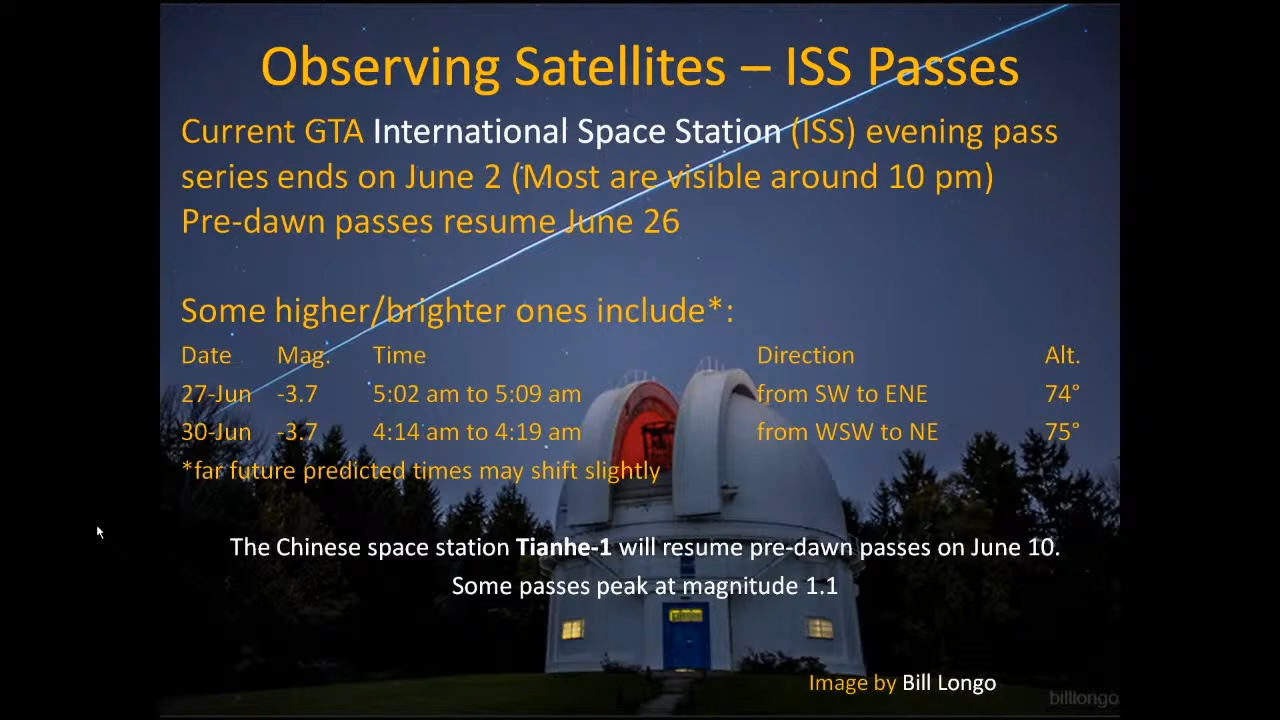 Observing Satellites – ISS Passes
Current GTA International Space Station (ISS) evening pass
series ends on June 2 (Most are visible around 10 pm)
Pre-dawn passes resume June 26
Some higher/brighter ones include*:
Date Mag. Time Direction Alt.
27-Jun -3.7 5:02 am to 5:09 am from SW to ENE 74°
30-Jun -3.7 4:14 am to 4:19 am from WSW to NE 75°
*far future predicted times may shift slightly
The Chinese space station Tianhe-1 will resume pre-dawn passes on June 10.
Some passes peak at magnitude 1.1
Image by Bill Longo
billlongo